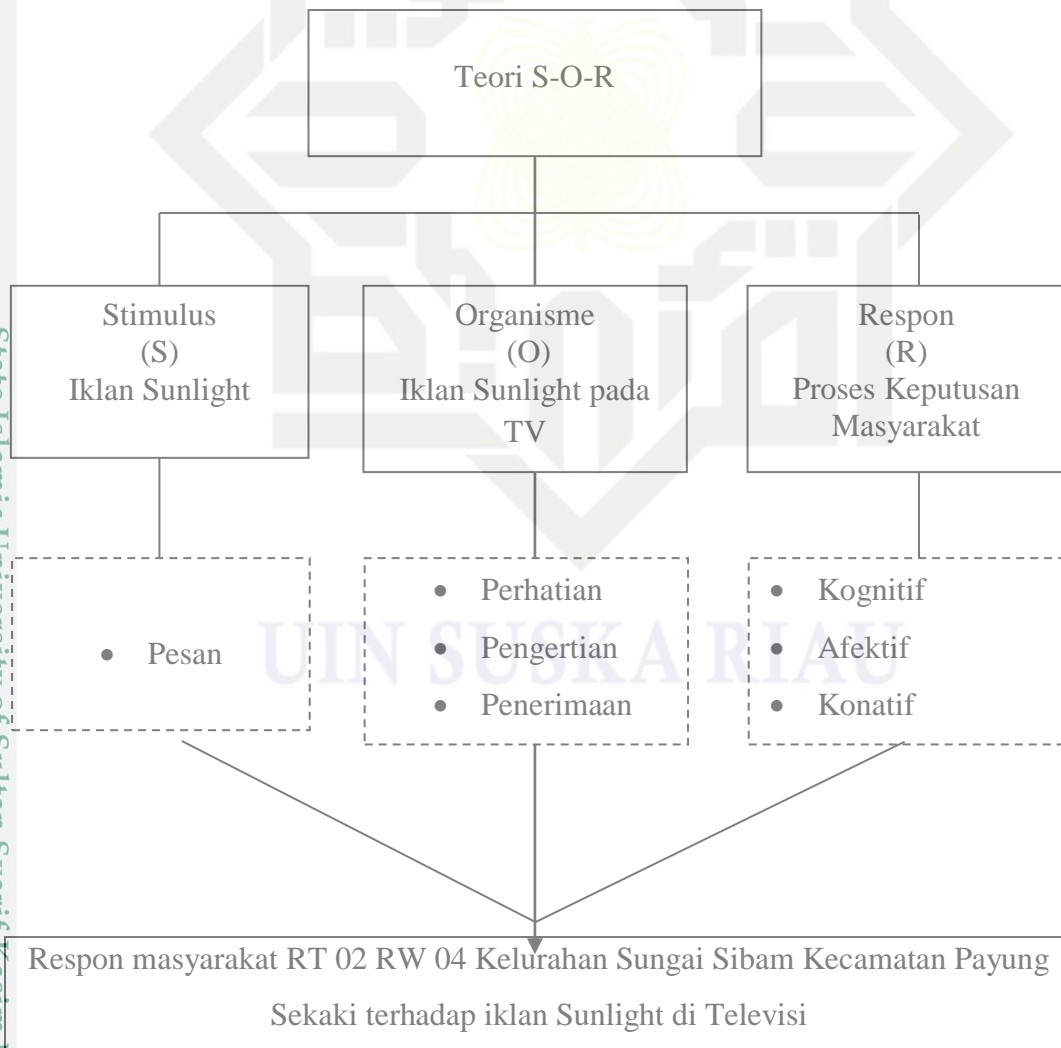 Teori S-O-R
Stimulus
(S)
Iklan Sunlight
Organisme
(O)
Iklan Sunlight pada
TV
Respon
(R)
Proses Keputusan
Masyarakat
• Pesan
• Perhatian
• Pengertian
• Penerimaan
• Kognitif
• Afektif
• Konatif
UIN SUSKA RIAU
Respon masyarakat RT 02 RW 04 Kelurahan Sungai Sibam Kecamatan Payung
Sekaki terhadap iklan Sunlight di Televisi